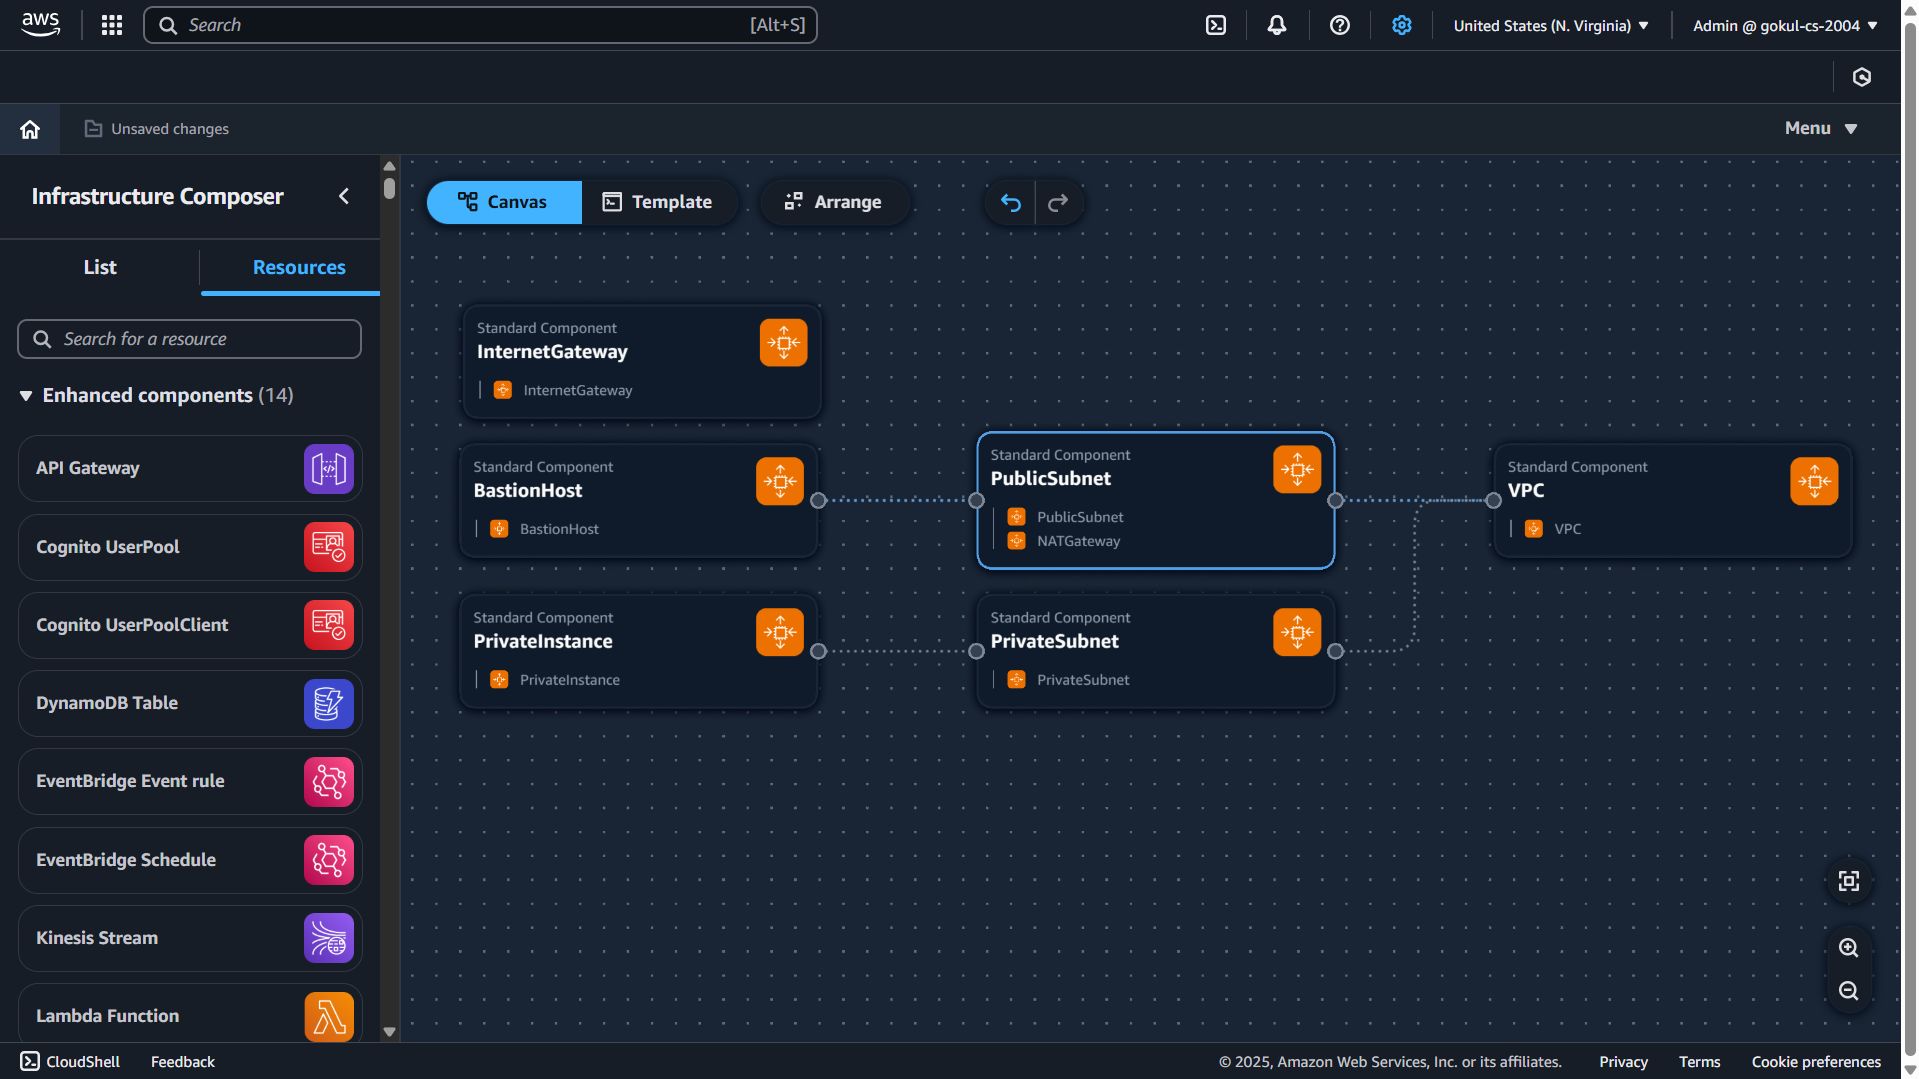 aws
Search
[Alt+S]
United States (N. Virginia)
Admin @ gokul-cs-2004
Unsaved changes
Menu
Infrastructure Composer
List
Resources
Search for a resource
Enhanced components (14)
API Gateway
Cognito UserPool
Cognito UserPoolClient
DynamoDB Table
EventBridge Event rule
EventBridge Schedule
Kinesis Stream
Lambda Function
Canvas
Template
Arrange
Standard Component
InternetGateway
InternetGateway
Standard Component
BastionHost
BastionHost
Standard Component
PublicSubnet
PublicSubnet
NATGateway
Standard Component
VPC
VPC
Standard Component
PrivateInstance
PrivateInstance
Standard Component
PrivateSubnet
PrivateSubnet
CloudShell
Feedback
© 2025, Amazon Web Services, Inc. or its affiliates.
Privacy
Terms
Cookie preferences